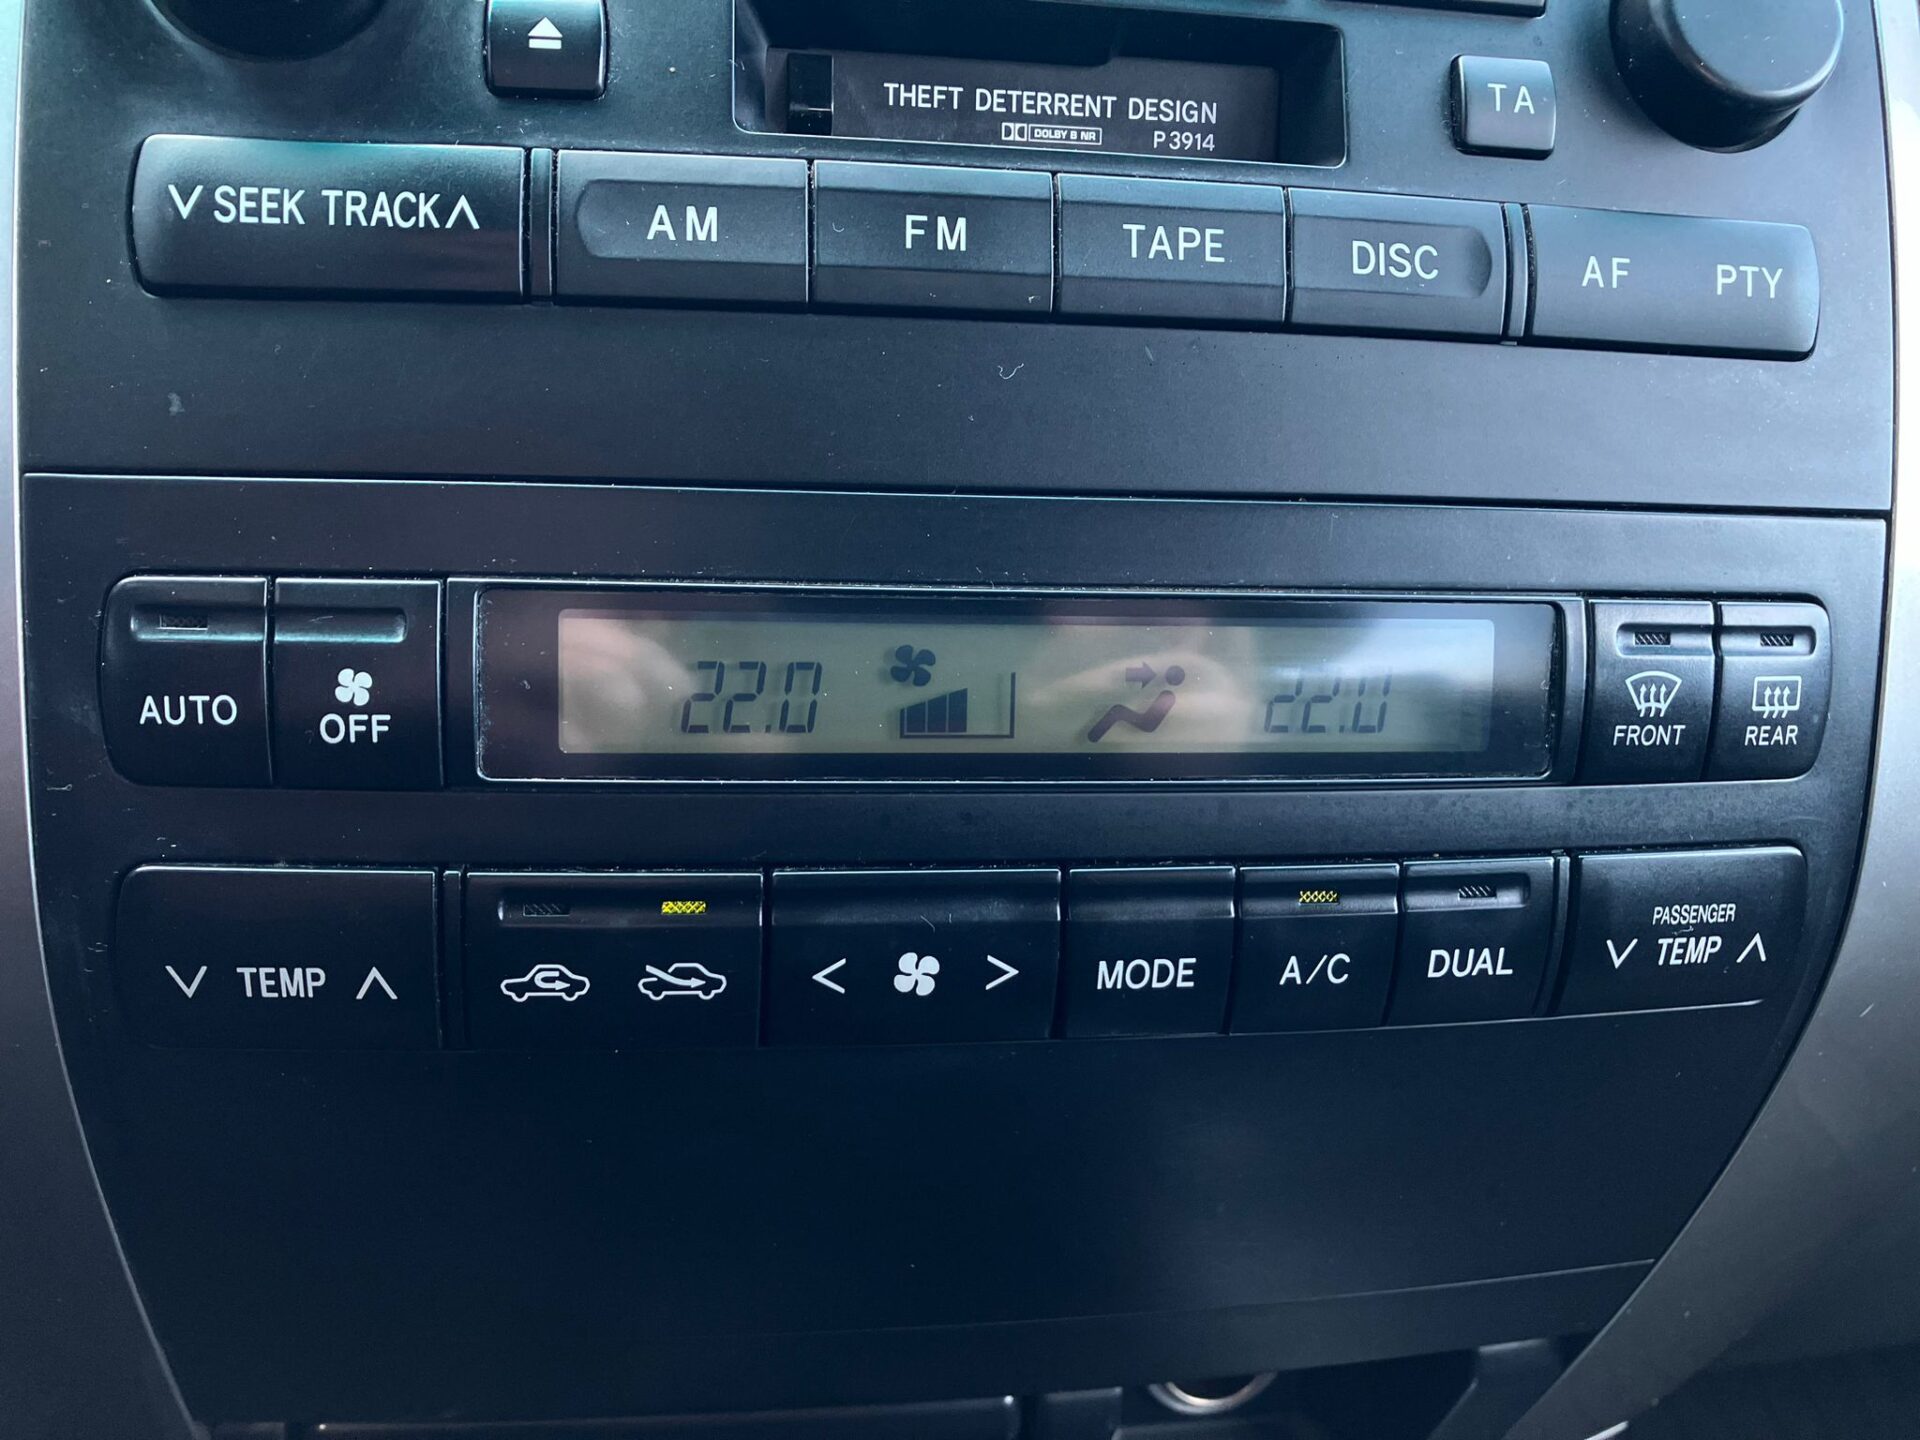 THEFT DETERRENT DESIGN
DOLBY B NR P3914
TA
SEEK TRACK
AM
FM
TAPE
DISC
AF PTY
AUTO
OFF
22.0
22.0
FRONT
REAR
TEMP
MODE
A/C
DUAL
PASSENGER
TEMP